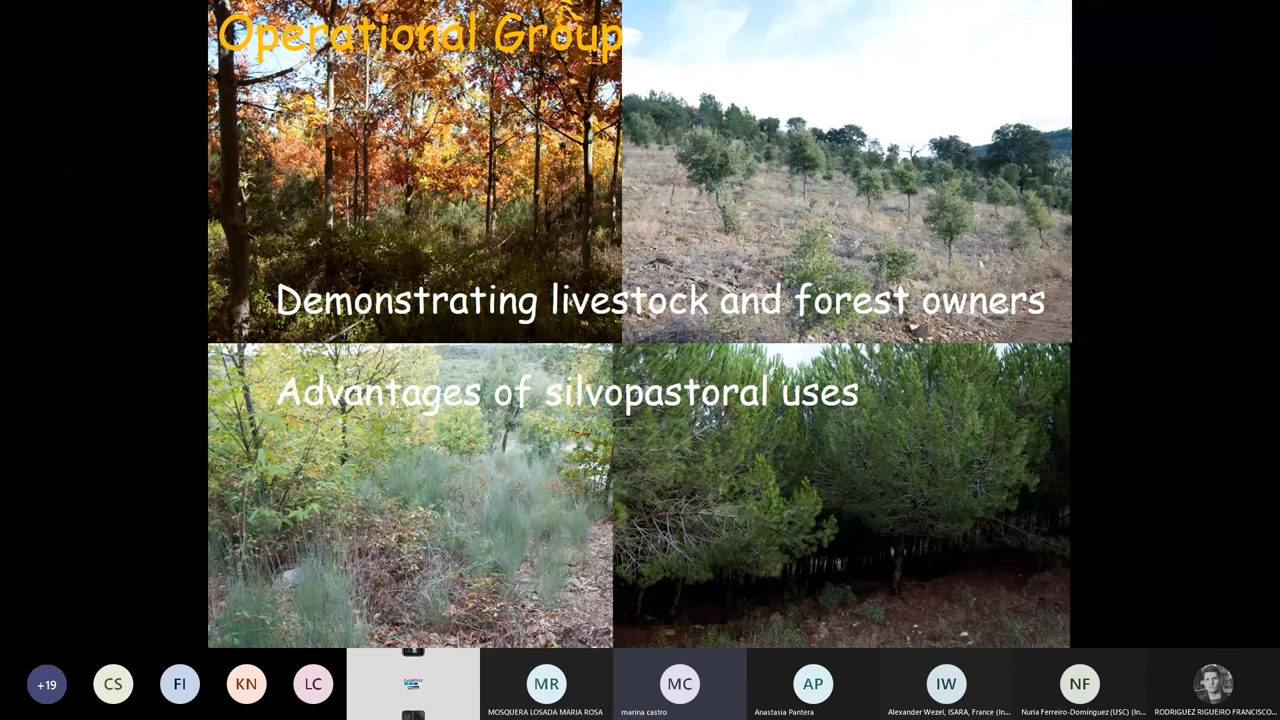 Operational Group
Demonstrating livestock and forest owners
Advantages of silvopastoral uses
+19
CS
FI
KN
LC
GoPro
MR
MC
AP
IW
NF
MOSQUERA LOSADA MARIA ROSA
marina castro
Anastasia Pantera
Alexander Wezel, ISARA, France (In...
Nuria Ferreiro-Domínguez (USC) (In...
RODRIGUEZ RIGUEIRO FRANCISCO...